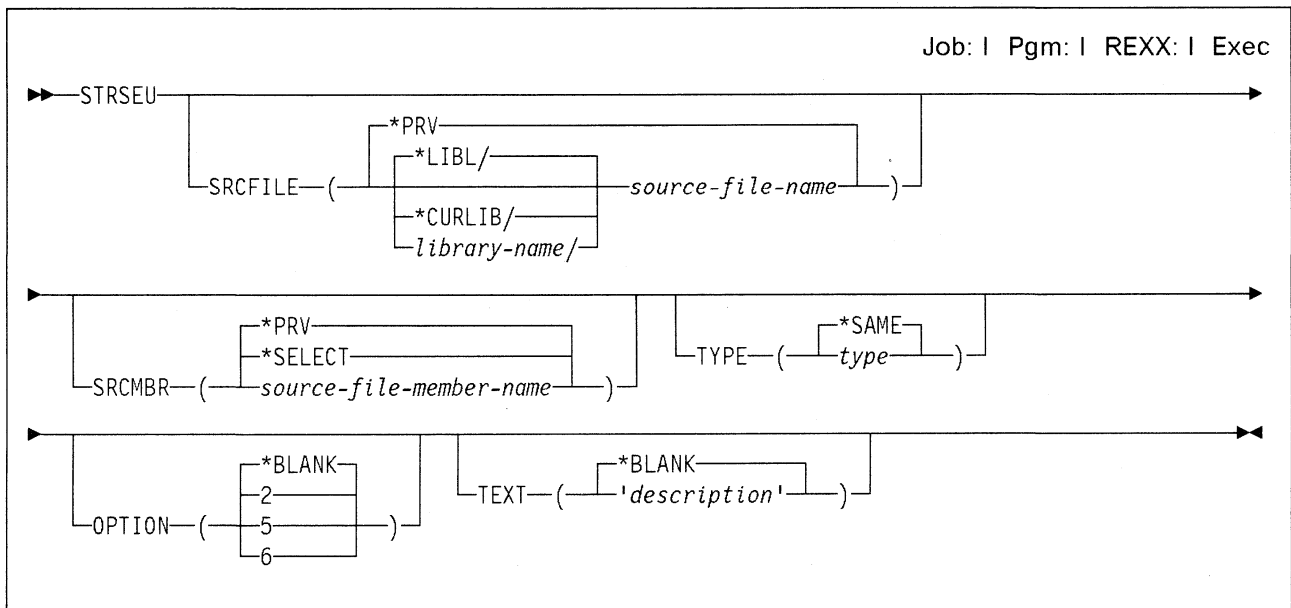 Job: I Pgm: I REXX: I Exec
STRSEU
*PRV
*LIBL/
SRCFILE ( source-file-name )
*CURLIB/
library-name/
*PRV *SAME
*SELECT TYPE ( type )
SRCMBR ( source-file-member-name )
*BLANK *BLANK
2 TEXT ( 'description' )
OPTION ( 5 )
6